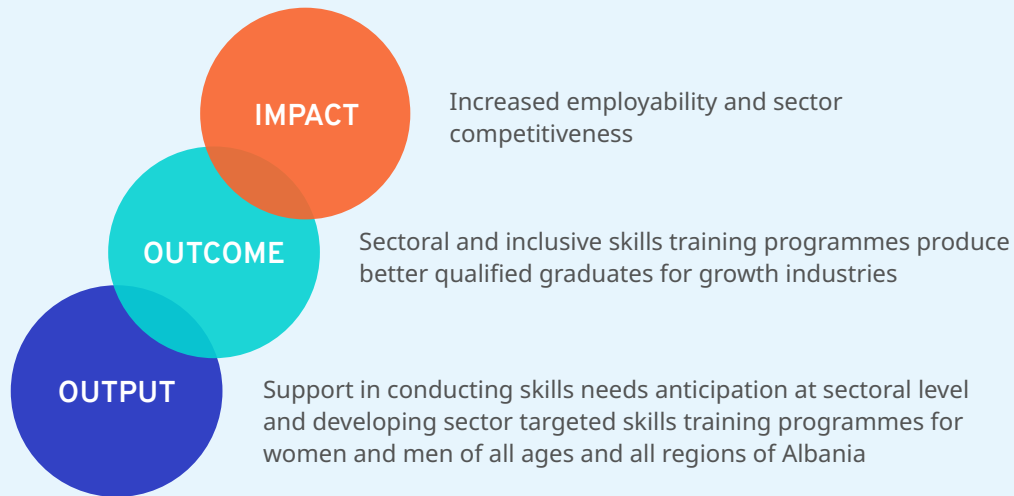 IMPACT
Increased employability and sector
competitiveness
OUTCOME
Sectoral and inclusive skills training programmes produce
better qualified graduates for growth industries
OUTPUT
Support in conducting skills needs anticipation at sectoral level
and developing sector targeted skills training programmes for
women and men of all ages and all regions of Albania